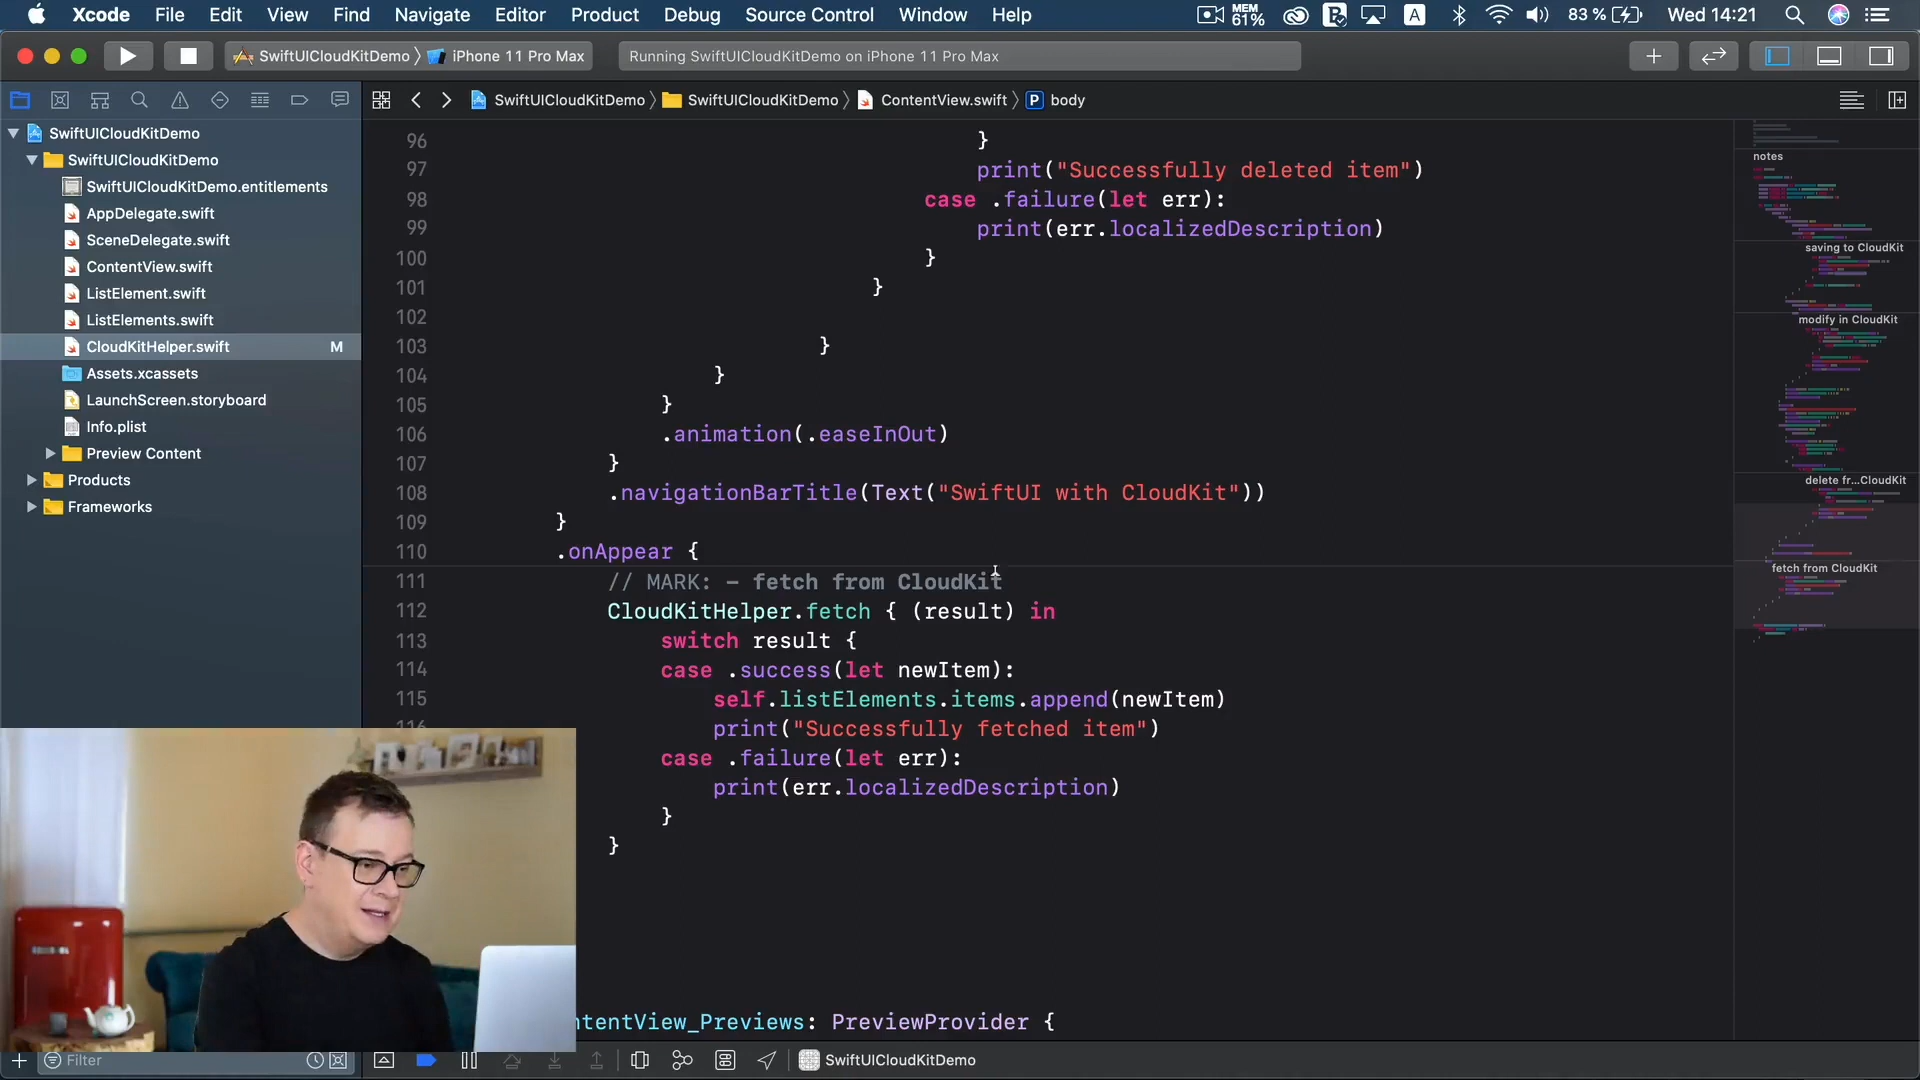 Xcode File Edit View Find Navigate Editor Product Debug Source Control Window Help MEM 61% A 83 % Wed 14:21
SwiftUICloudKitDemo iPhone 11 Pro Max Running SwiftUICloudKitDemo on iPhone 11 Pro Max
SwiftUICloudKitDemo SwiftUICloudKitDemo ContentView.swift P body
SwiftUICloudKitDemo
SwiftUICloudKitDemo
SwiftUICloudKitDemo.entitlements
AppDelegate.swift
SceneDelegate.swift
ContentView.swift
ListElement.swift
ListElements.swift
CloudKitHelper.swift M
Assets.xcassets
LaunchScreen.storyboard
Info.plist
Preview Content
Products
Frameworks
96 }
97 print("Successfully deleted item")
98 case .failure(let err):
99 print(err.localizedDescription)
100 }
101 }
102
103 }
104 }
105 }
106 .animation(.easeInOut)
107 }
108 .navigationBarTitle(Text("SwiftUI with CloudKit"))
109 }
110 .onAppear {
111 // MARK: - fetch from CloudKit
112 CloudKitHelper.fetch { (result) in
113 switch result {
114 case .success(let newItem):
115 self.listElements.items.append(newItem)
print("Successfully fetched item")
case .failure(let err):
print(err.localizedDescription)
}
}
ntentView_Previews: PreviewProvider {
notes
saving to CloudKit
modify in CloudKit
delete fr...CloudKit
fetch from CloudKit
Filter
SwiftUICloudKitDemo